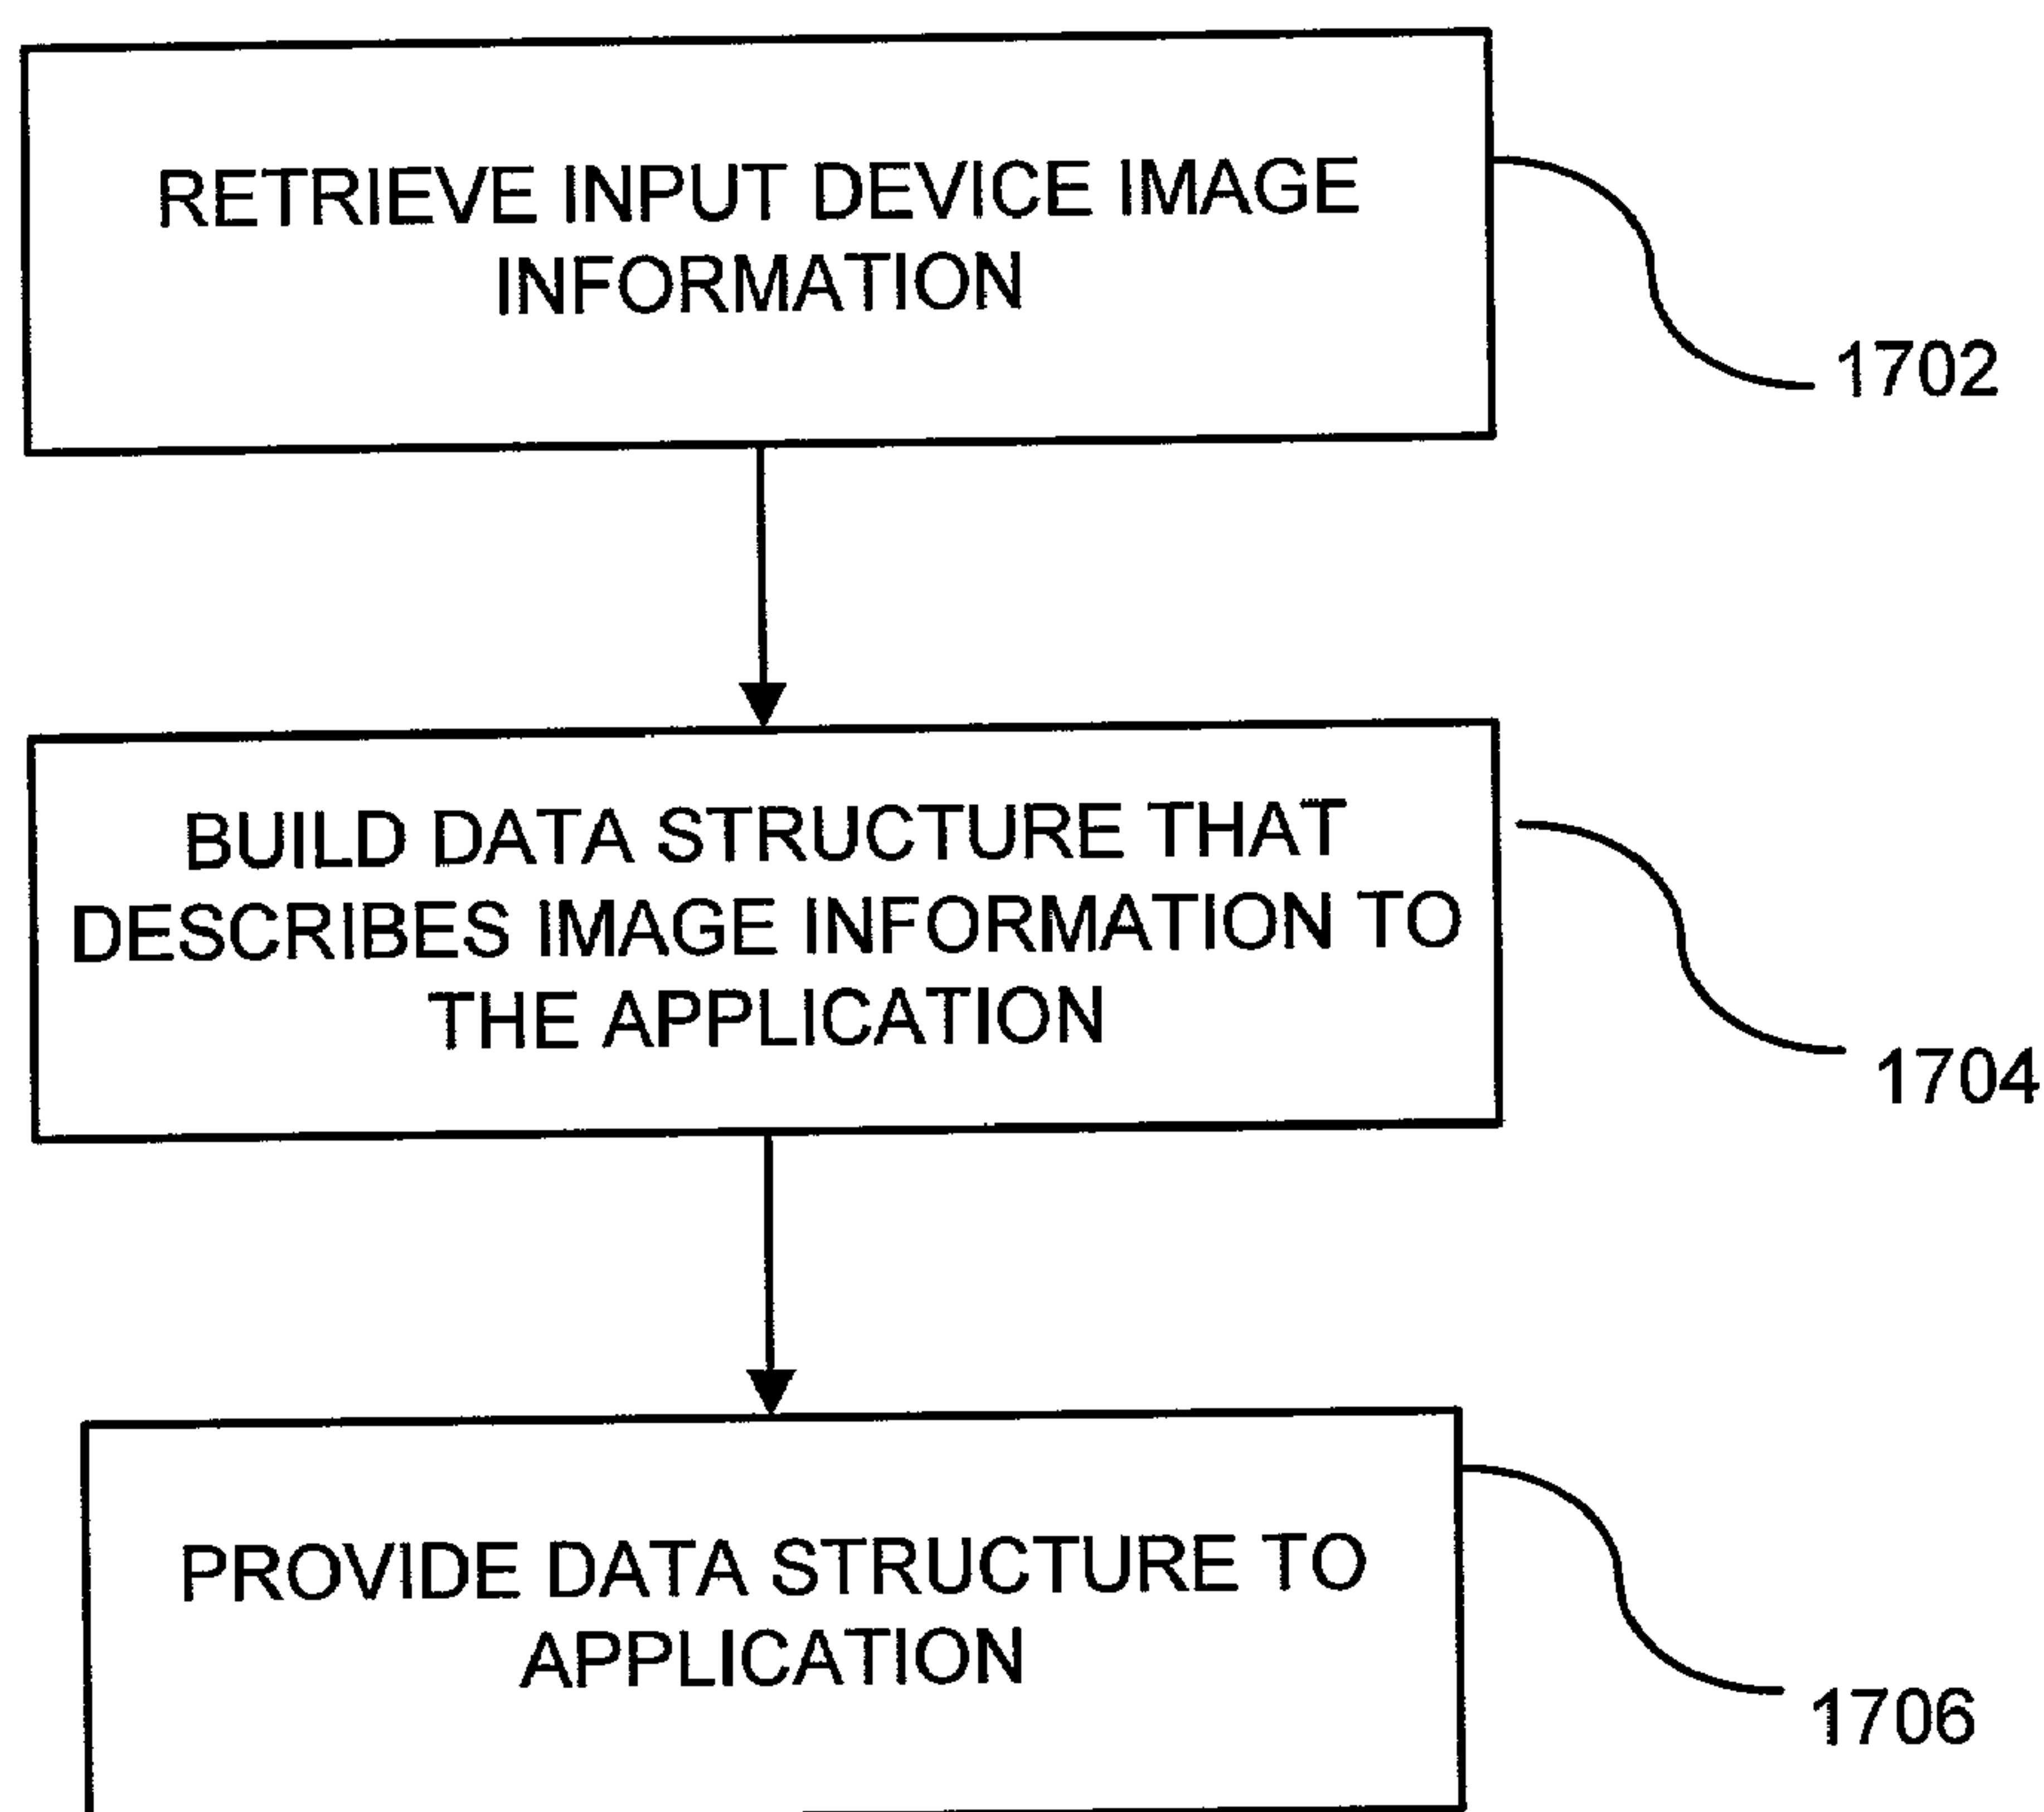 RETRIEVE INPUT DEVICE IMAGE
INFORMATION
1702
BUILD DATA STRUCTURE THAT
DESCRIBES IMAGE INFORMATION TO
THE APPLICATION
1704
PROVIDE DATA STRUCTURE TO
APPLICATION
1706